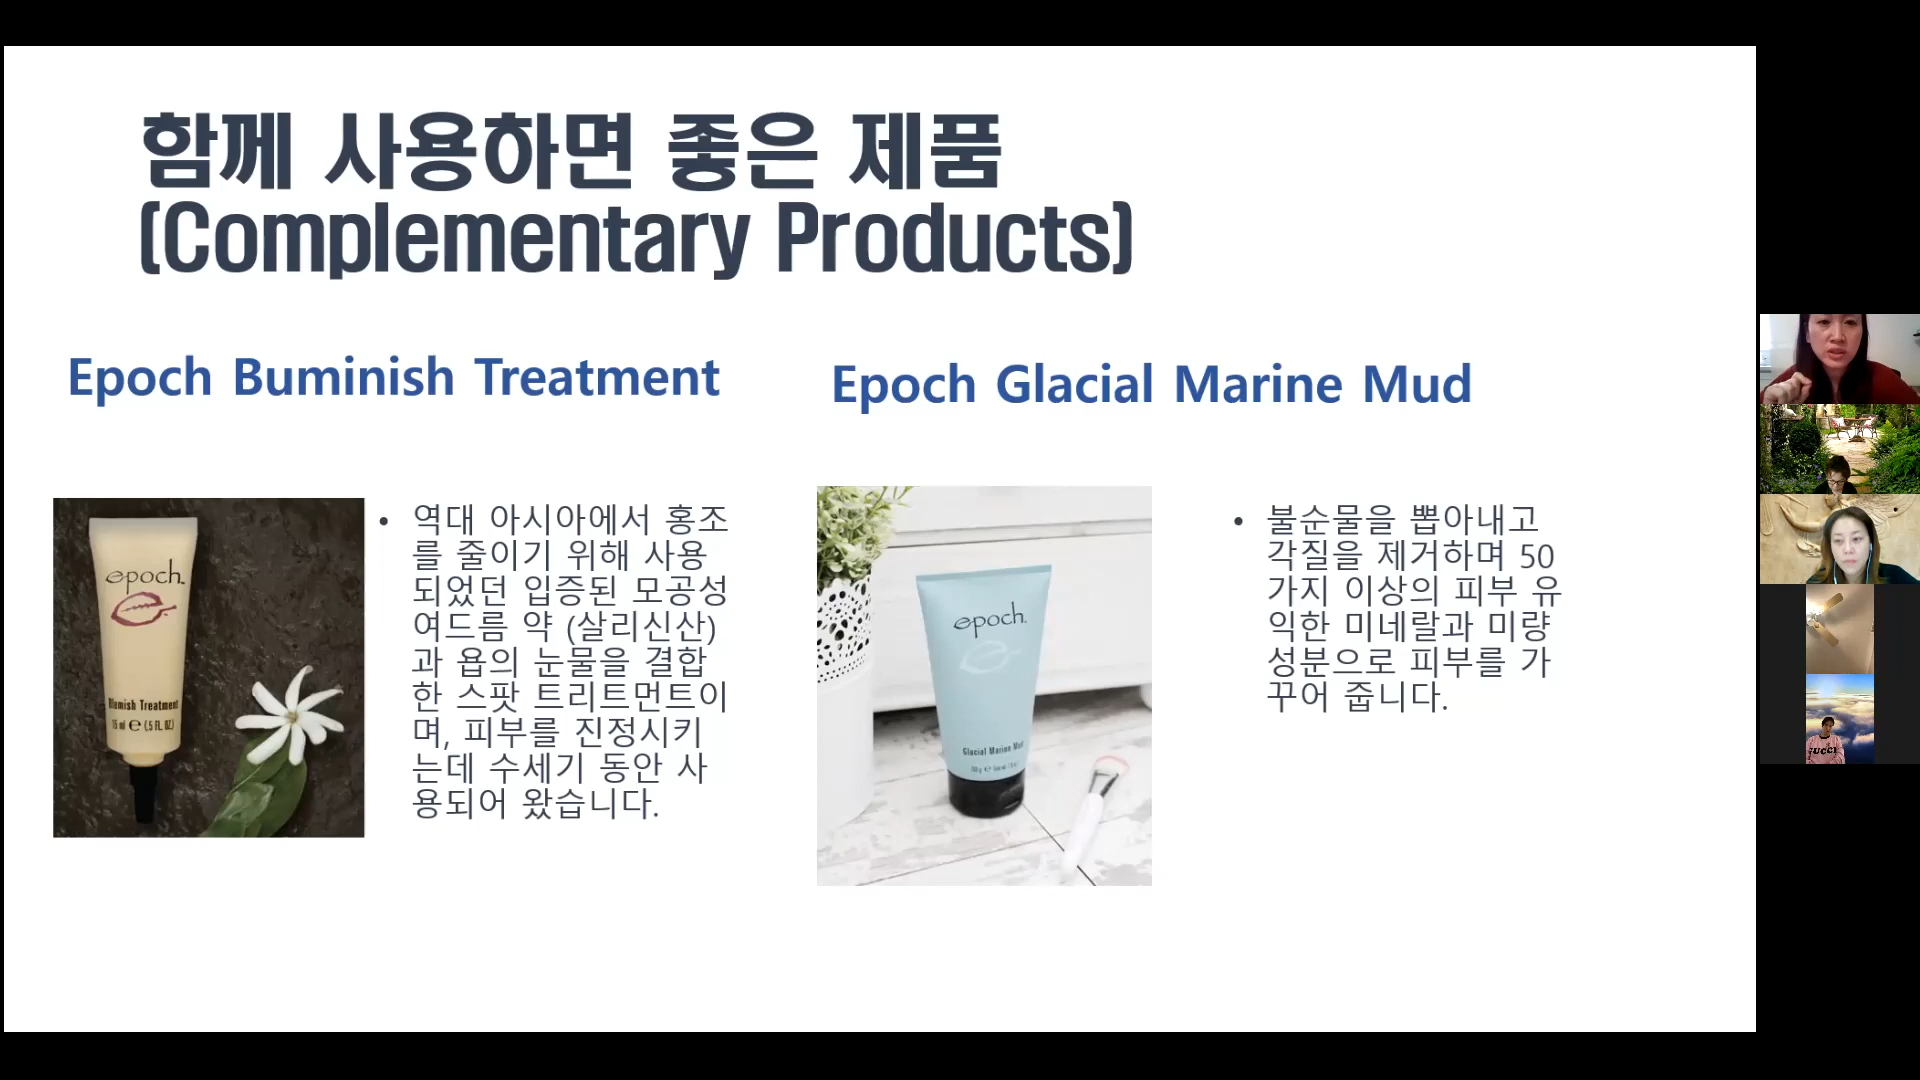 함께 사용하면 좋은 제품
(Complementary Products)
Epoch Buminish Treatment
epoch
Blemish Treatment
15 ml e (.5 FL. OZ.)
• 역대 아시아에서 홍조
를 줄이기 위해 사용
되었던 입증된 모공성
여드름 약 (살리신산)
과 욥의 눈물을 결합
한 스팟 트리트먼트이
며, 피부를 진정시키
는데 수세기 동안 사
용되어 왔습니다.
Epoch Glacial Marine Mud
epoch.
Glacial Marine Mud
• 불순물을 뽑아내고
각질을 제거하며 50
가지 이상의 피부 유
익한 미네랄과 미량
성분으로 피부를 가
꾸어 줍니다.
GUCCI